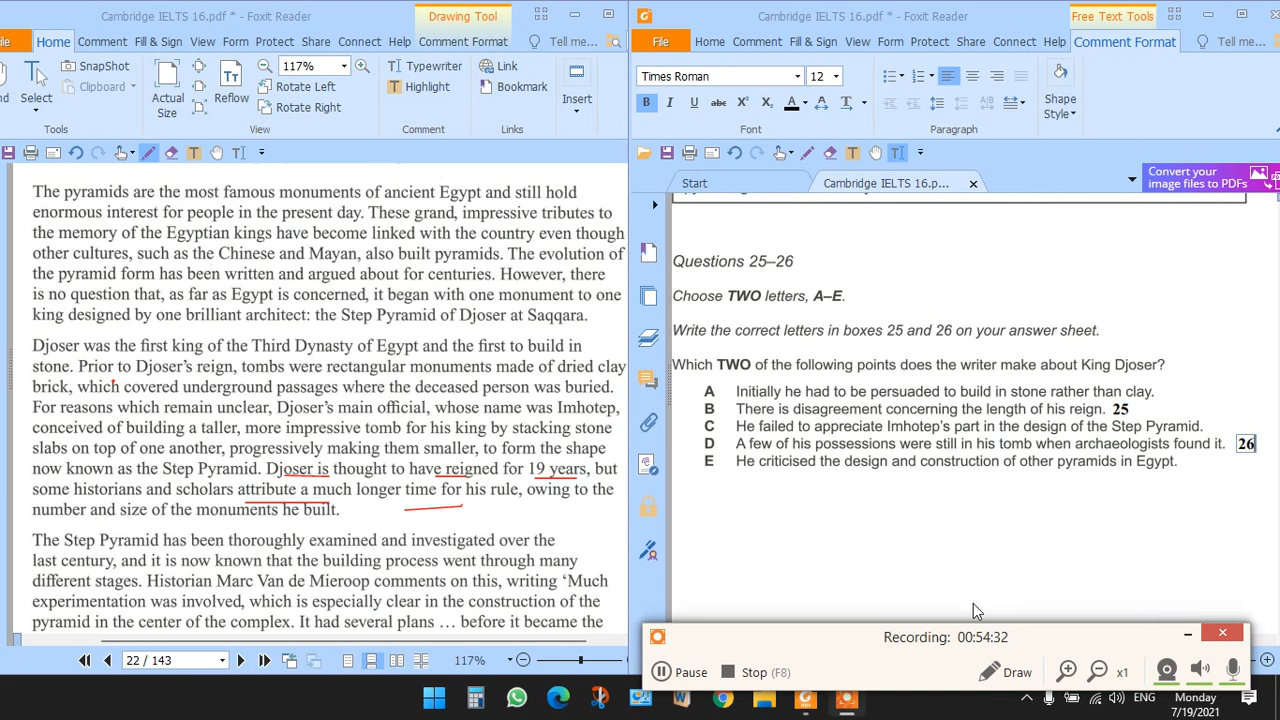 Cambridge IELTS 16.pdf * - Foxit Reader
Drawing Tool
Home Comment Fill & Sign View Form Protect Share Connect Help Comment Format Tell me...
Select
SnapShot
Clipboard
Actual Size
Reflow
117%
Rotate Left
Rotate Right
Typewriter
Highlight
Link
Bookmark
Insert
Tools View Comment Links
The pyramids are the most famous monuments of ancient Egypt and still hold
enormous interest for people in the present day. These grand, impressive tributes to
the memory of the Egyptian kings have become linked with the country even though
other cultures, such as the Chinese and Mayan, also built pyramids. The evolution of
the pyramid form has been written and argued about for centuries. However, there
is no question that, as far as Egypt is concerned, it began with one monument to one
king designed by one brilliant architect: the Step Pyramid of Djoser at Saqqara.
Djoser was the first king of the Third Dynasty of Egypt and the first to build in
stone. Prior to Djoser's reign, tombs were rectangular monuments made of dried clay
brick, which covered underground passages where the deceased person was buried.
For reasons which remain unclear, Djoser's main official, whose name was Imhotep,
conceived of building a taller, more impressive tomb for his king by stacking stone
slabs on top of one another, progressively making them smaller, to form the shape
now known as the Step Pyramid. Djoser is thought to have reigned for 19 years, but
some historians and scholars attribute a much longer time for his rule, owing to the
number and size of the monuments he built.
The Step Pyramid has been thoroughly examined and investigated over the
last century, and it is now known that the building process went through many
different stages. Historian Marc Van de Mieroop comments on this, writing ‘Much
experimentation was involved, which is especially clear in the construction of the
pyramid in the center of the complex. It had several plans … before it became the
22 / 143
117%
Cambridge IELTS 16.pdf * - Foxit Reader
Free Text Tools
File Home Comment Fill & Sign View Form Protect Share Connect Help Comment Format Tell me...
Times Roman
12
B I U abc X² X₂ A
Shape Style
Font Paragraph
Start
Cambridge IELTS 16.p...
Convert your
image files to PDFs
Questions 25–26
Choose TWO letters, A–E.
Write the correct letters in boxes 25 and 26 on your answer sheet.
Which TWO of the following points does the writer make about King Djoser?
A Initially he had to be persuaded to build in stone rather than clay.
B There is disagreement concerning the length of his reign. 25
C He failed to appreciate Imhotep's part in the design of the Step Pyramid.
D A few of his possessions were still in his tomb when archaeologists found it. 26
E He criticised the design and construction of other pyramids in Egypt.
Recording: 00:54:32
Pause Stop (F8) Draw x1
ENG
Monday
7/19/2021